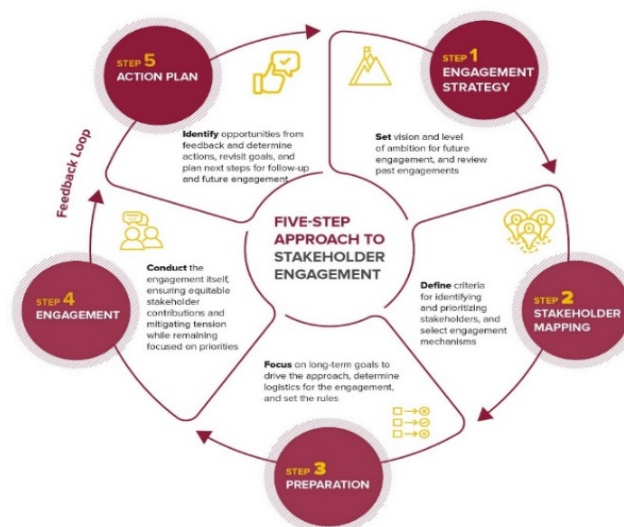 FIVE-STEP
APPROACH TO
STAKEHOLDER
ENGAGEMENT
STEP 1
ENGAGEMENT
STRATEGY
Set vision and level
of ambition for future
engagement, and review
past engagements
STEP 2
STAKEHOLDER
MAPPING
Define criteria
for identifying
and prioritizing
stakeholders, and
select engagement
mechanisms
STEP 3
PREPARATION
Focus on long-term goals to
drive the approach, determine
logistics for the engagement,
and set the rules
STEP 4
ENGAGEMENT
Conduct the
engagement itself,
ensuring equitable
stakeholder
contributions and
mitigating tension
while remaining
focused on priorities
STEP 5
ACTION PLAN
Identify opportunities from
feedback and determine
actions, revisit goals, and
plan next steps for follow-up
and future engagement
Feedback Loop